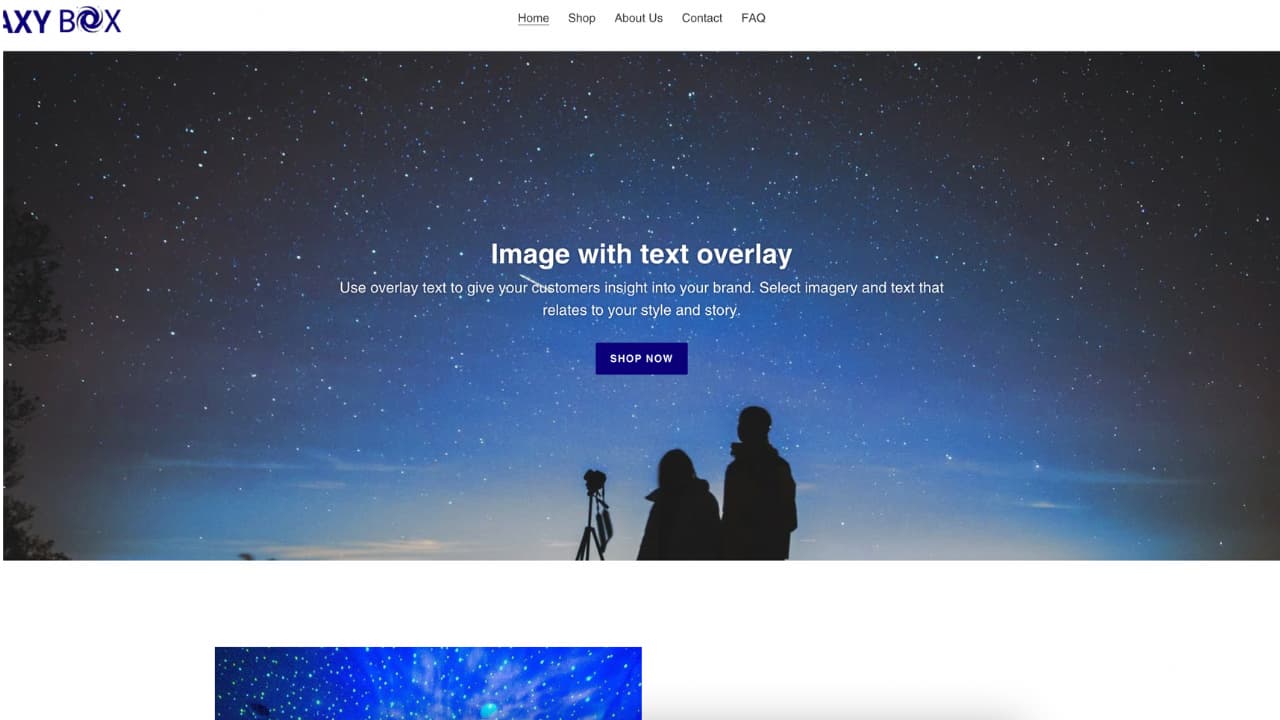 AXY BOX
Home Shop About Us Contact FAQ
Image with text overlay
Use overlay text to give your customers insight into your brand. Select imagery and text that
relates to your style and story.
SHOP NOW